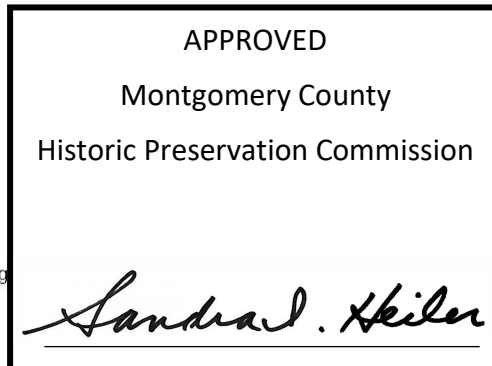 APPROVED
Montgomery County
Historic Preservation Commission
g
Sandra I. Heiler